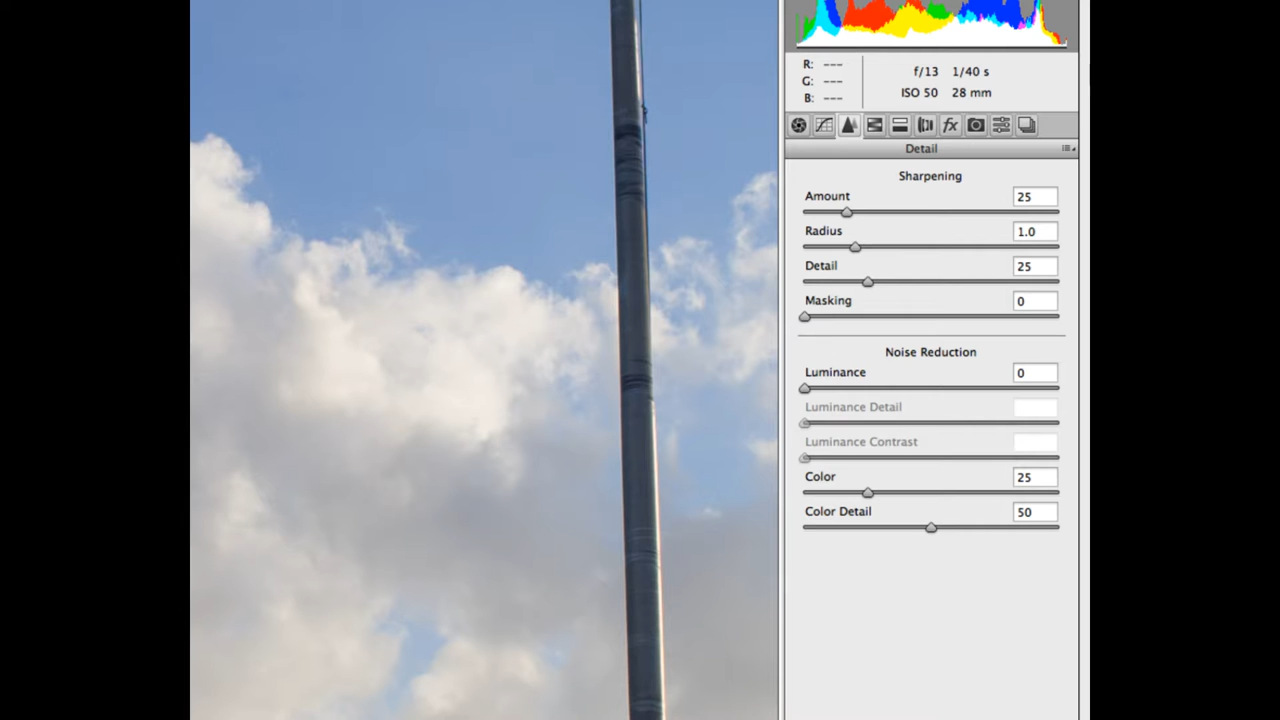 R: ---
G: ---
B: ---
f/13 1/40 s
ISO 50 28 mm
fx
Detail
Sharpening
Amount 25
Radius 1.0
Detail 25
Masking 0
Noise Reduction
Luminance 0
Luminance Detail
Luminance Contrast
Color 25
Color Detail 50